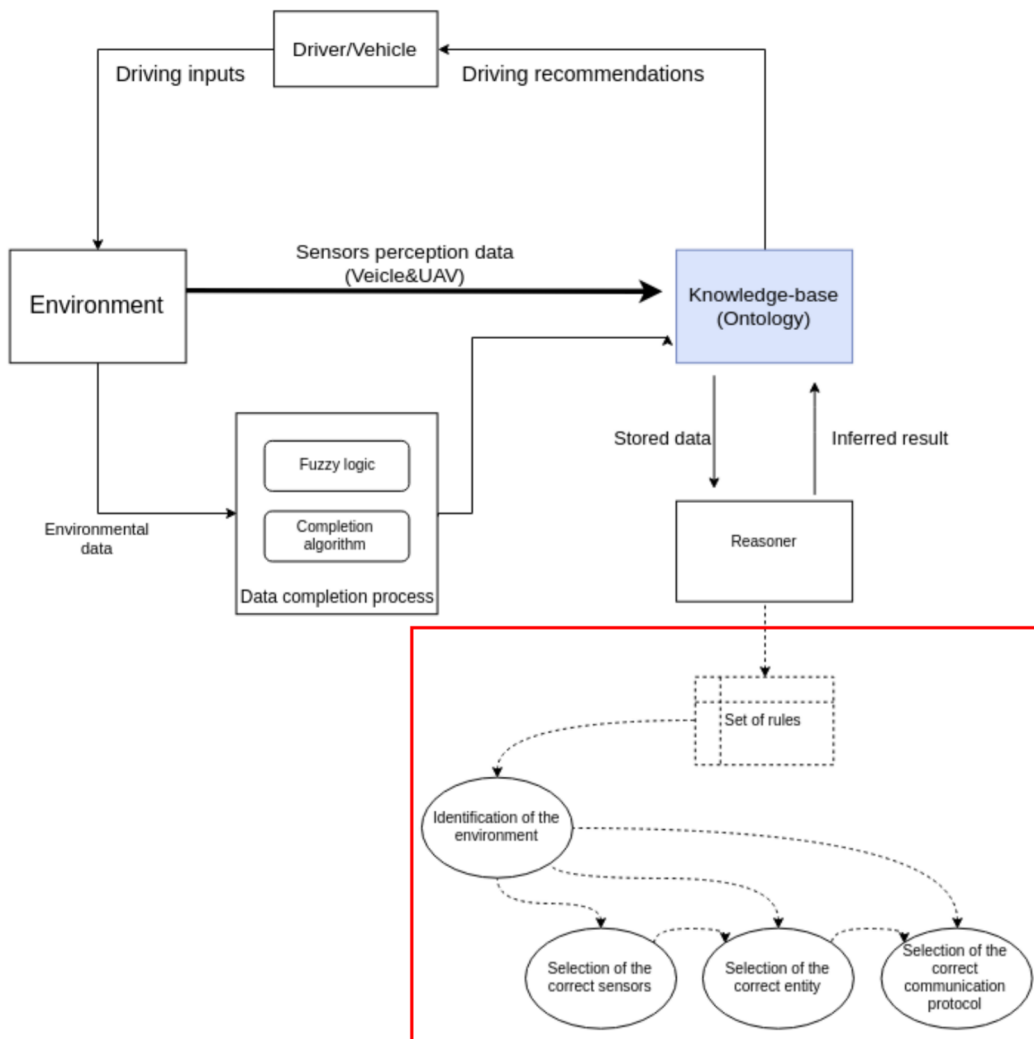 Driver/Vehicle
Driving inputs
Driving recommendations
Sensors perception data
(Veicle&UAV)
Environment
Knowledge-base
(Ontology)
Stored data
Inferred result
Fuzzy logic
Completion
algorithm
Data completion process
Environmental
data
Reasoner
Set of rules
Identification of the
environment
Selection of the
correct sensors
Selection of the
correct entity
Selection of the
correct
communication
protocol